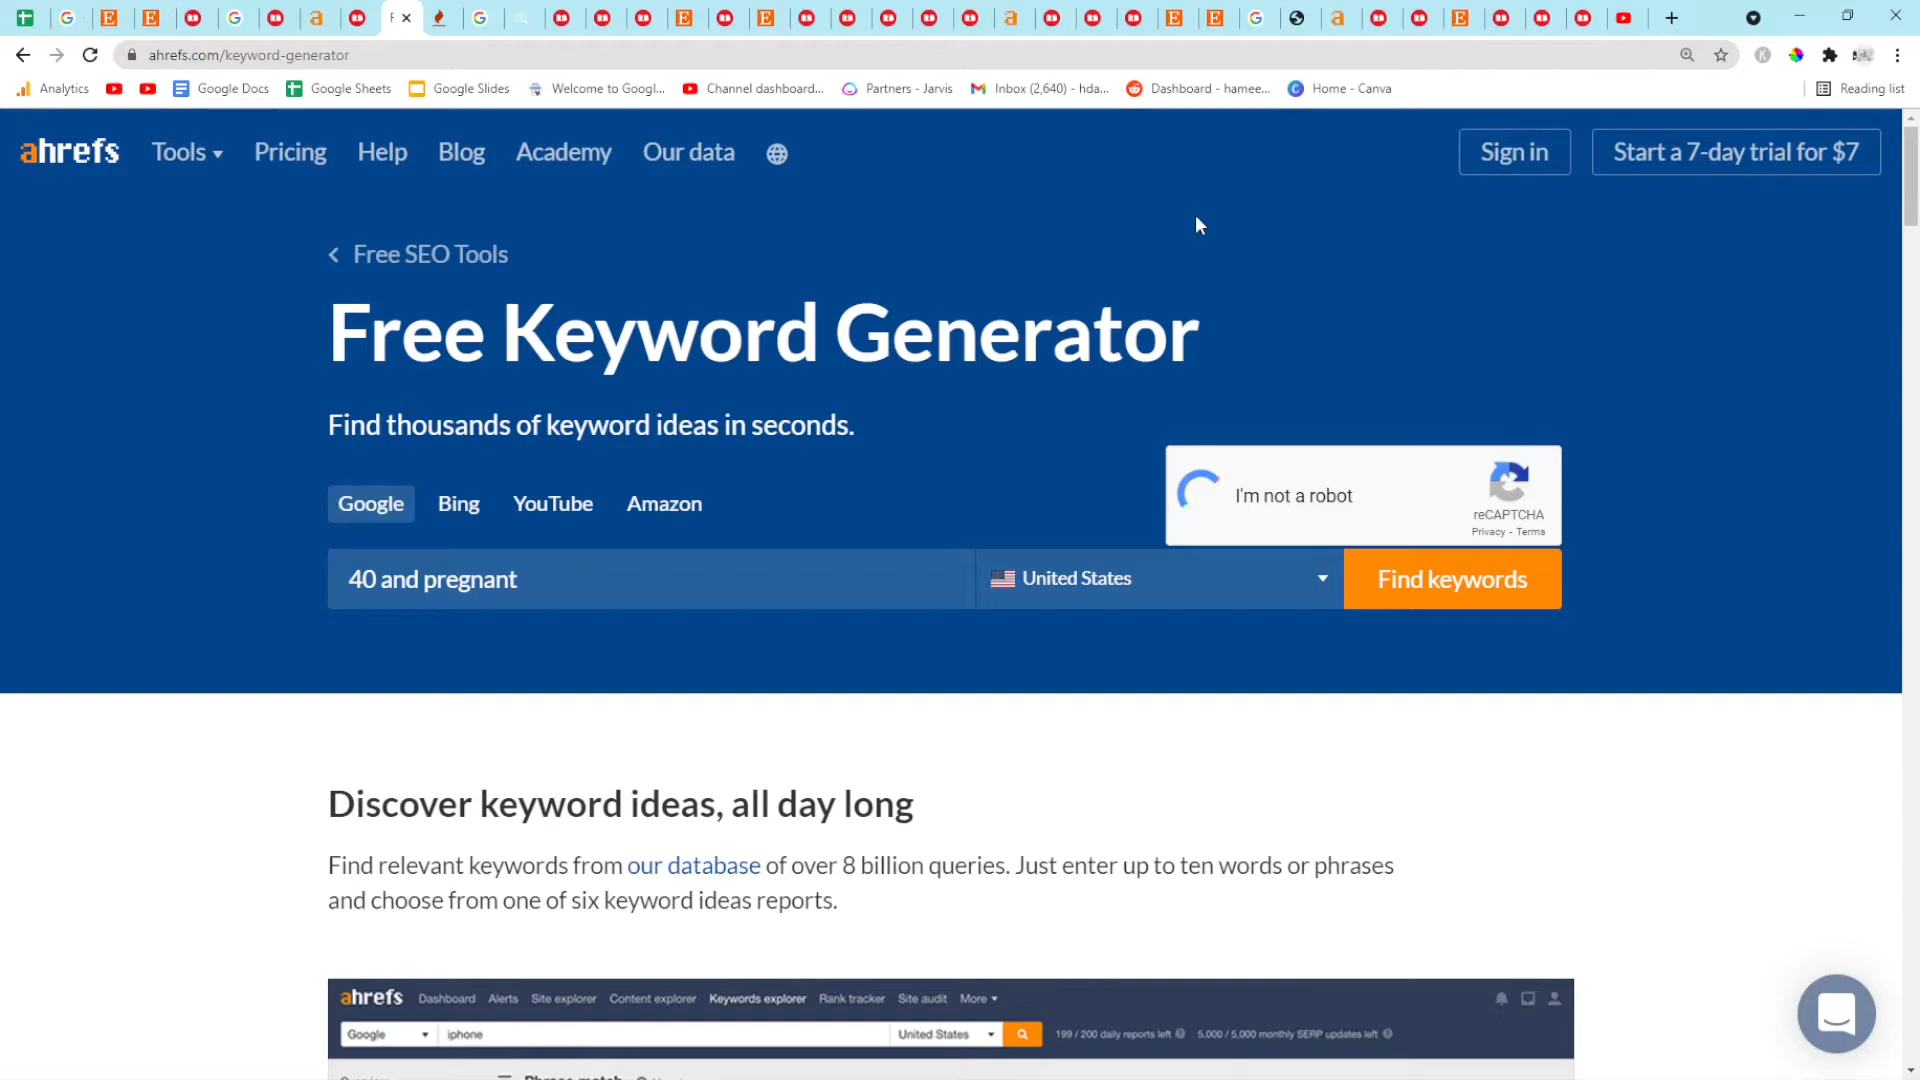 ahrefs.com/keyword-generator
Analytics
Google Docs
Google Sheets
Google Slides
Welcome to Googl...
Channel dashboard...
Partners - Jarvis
Inbox (2,640) - hda...
Dashboard - hamee...
Home - Canva
Reading list
ahrefs Tools Pricing Help Blog Academy Our data
Sign in
Start a 7-day trial for $7
Free SEO Tools
Free Keyword Generator
Find thousands of keyword ideas in seconds.
I'm not a robot
reCAPTCHA
Privacy - Terms
Google Bing YouTube Amazon
40 and pregnant
United States
Find keywords
Discover keyword ideas, all day long
Find relevant keywords from our database of over 8 billion queries. Just enter up to ten words or phrases
and choose from one of six keyword ideas reports.
ahrefs Dashboard Alerts Site explorer Content explorer Keywords explorer Rank tracker Site audit More
Google iphone United States 199 / 200 daily reports left 5,000 / 5,000 monthly SERP updates left